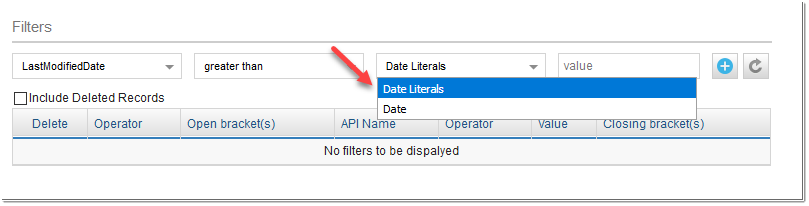 Filters
LastModifiedDate greater than Date Literals value
Date Literals
Include Deleted Records
Date
Delete Operator Open bracket(s) API Name Operator Value Closing bracket(s)
No filters to be dispalyed